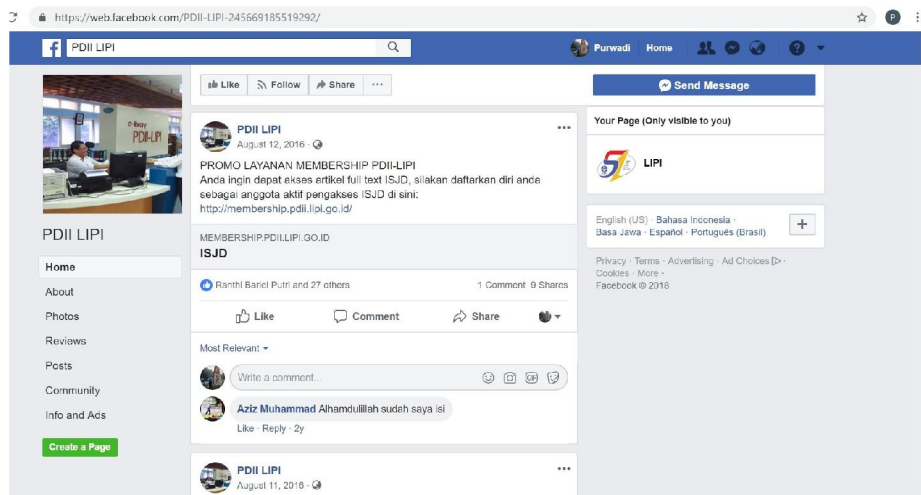 https://web.facebook.com/PDII-LIPI-245669185519292/
P
PDII LIPI
Purwadi Home
Like Follow Share
Send Message
PDII-LIPI
PDII LIPI
Home
About
Photos
Reviews
Posts
Community
Info and Ads
Create a Page
PDII LIPI
August 12, 2016 ·
PROMO LAYANAN MEMBERSHIP PDII-LIPI
Anda ingin dapat akses artikel full text ISJD, silakan daftarkan diri anda
sebagai anggota aktif pengakses ISJD di sini:
http://membership.pdii.lipi.go.id/
MEMBERSHIP.PDII.LIPI.GO.ID
ISJD
Ranthi Bariel Putri and 27 others 1 Comment 9 Shares
Like Comment Share
Most Relevant
Write a comment...
GIF
Aziz Muhammad Alhamdulillah sudah saya isi
Like · Reply · 2y
PDII LIPI
August 11, 2016 ·
Your Page (Only visible to you)
LIPI
English (US) · Bahasa Indonesia ·
Basa Jawa · Español · Português (Brasil)
Privacy · Terms · Advertising · Ad Choices ·
Cookies · More ·
Facebook © 2018